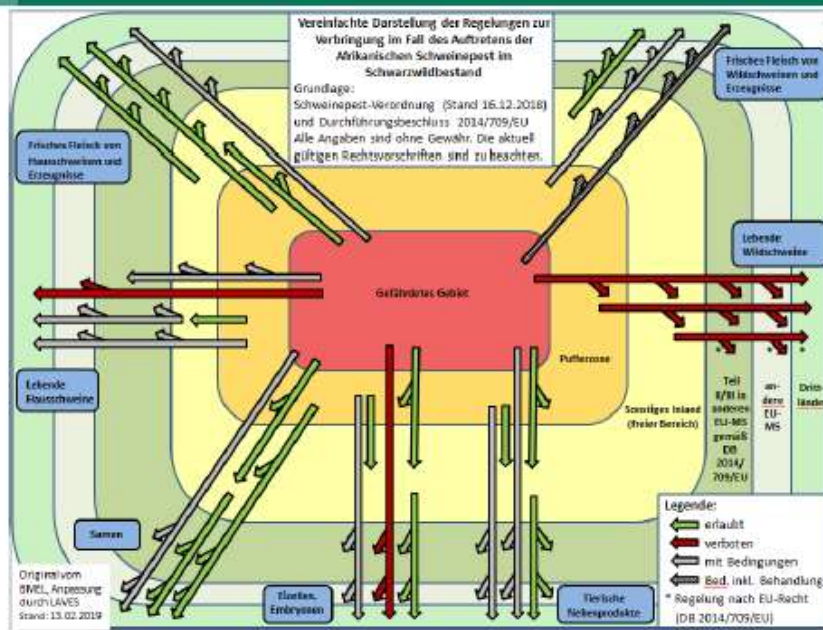 Vereinfachte Darstellung der Regelungen zur
Verbringung im Fall des Auftretens der
Afrikanischen Schweinepest im
Schwarzwildbestand
Grundlage:
Schweinepest-Verordnung (Stand 16.12.2018)
und Durchführungsbeschluss 2014/709/EU
Alle Angaben sind ohne Gewähr. Die aktuell
gültigen Rechtsvorschriften sind zu beachten.
Frisches Fleisch von
Wildschweinen und
Erzeugnisse
Frisches Fleisch von
Hausschweinen und
Erzeugnisse
Lebende
Wildschweine
Gefährdetes Gebiet
Pufferzone
Sonstiges Inland
(freier Bereich)
Teil
II/III in
anderen
EU-MS
gemäß
DB
2014/
709/EU
*
an-
dere
EU-
MS
*
Dritt-
länder
Lebende
Hausschweine
Samen
Eizellen,
Embryonen
Tierische
Nebenprodukte
Legende:
erlaubt
verboten
mit Bedingungen
Bed. inkl. Behandlung
* Regelung nach EU-Recht
(DB 2014/709/EU)
Original vom
BMEL, Anpassung
durch LAVES
Stand: 13.02.2019